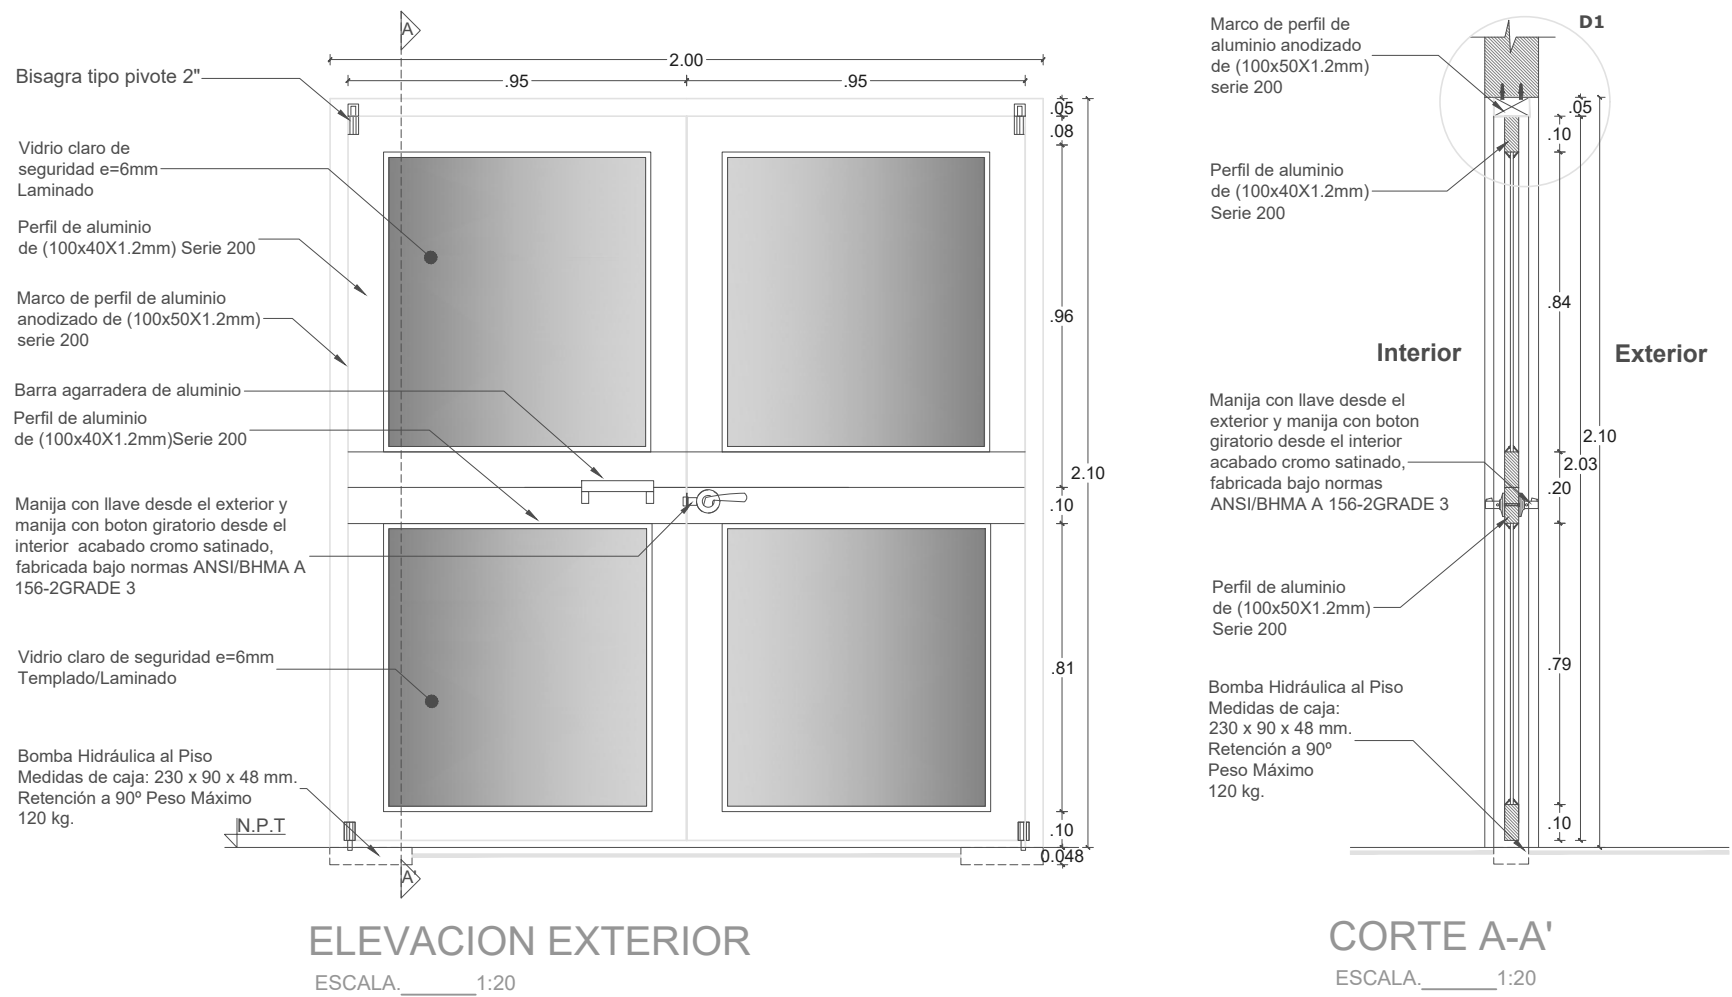 A
2.00
.95
.95
Bisagra tipo pivote 2"
.05
.08
Vidrio claro de
seguridad e=6mm
Laminado
Perfil de aluminio
de (100x40X1.2mm) Serie 200
Marco de perfil de aluminio
anodizado de (100x50X1.2mm)
serie 200
.96
Barra agarradera de aluminio
Perfil de aluminio
de (100x40X1.2mm)Serie 200
2.10
Manija con llave desde el exterior y
manija con boton giratorio desde el
interior acabado cromo satinado,
fabricada bajo normas ANSI/BHMA A
156-2GRADE 3
.10
Vidrio claro de seguridad e=6mm
Templado/Laminado
.81
Bomba Hidráulica al Piso
Medidas de caja: 230 x 90 x 48 mm.
Retención a 90º Peso Máximo
120 kg.
N.P.T
.10
0.048
A'
ELEVACION EXTERIOR
ESCALA.______1:20
Marco de perfil de
aluminio anodizado
de (100x50X1.2mm)
serie 200
D1
.05
.10
Perfil de aluminio
de (100x40X1.2mm)
Serie 200
.84
Interior
Exterior
Manija con llave desde el
exterior y manija con boton
giratorio desde el interior
acabado cromo satinado,
fabricada bajo normas
ANSI/BHMA A 156-2GRADE 3
2.10
2.03
.20
Perfil de aluminio
de (100x50X1.2mm)
Serie 200
.79
Bomba Hidráulica al Piso
Medidas de caja:
230 x 90 x 48 mm.
Retención a 90º
Peso Máximo
120 kg.
.10
CORTE A-A'
ESCALA.______1:20